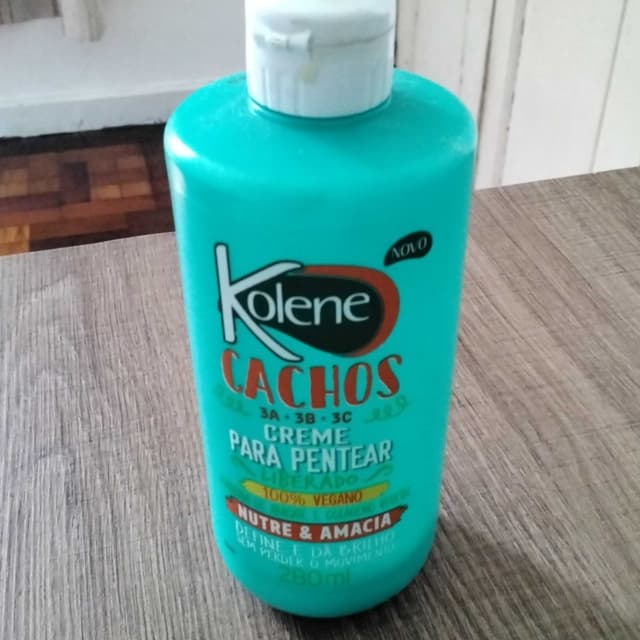 NOVO
Kolene
CACHOS
3A • 3B • 3C
CREME
PARA PENTEAR
LIBERADO
100% VEGANO
NUTRE & AMACIA
DEFINE E DÁ BRILHO
SEM PERDER O MOVIMENTO
280ml